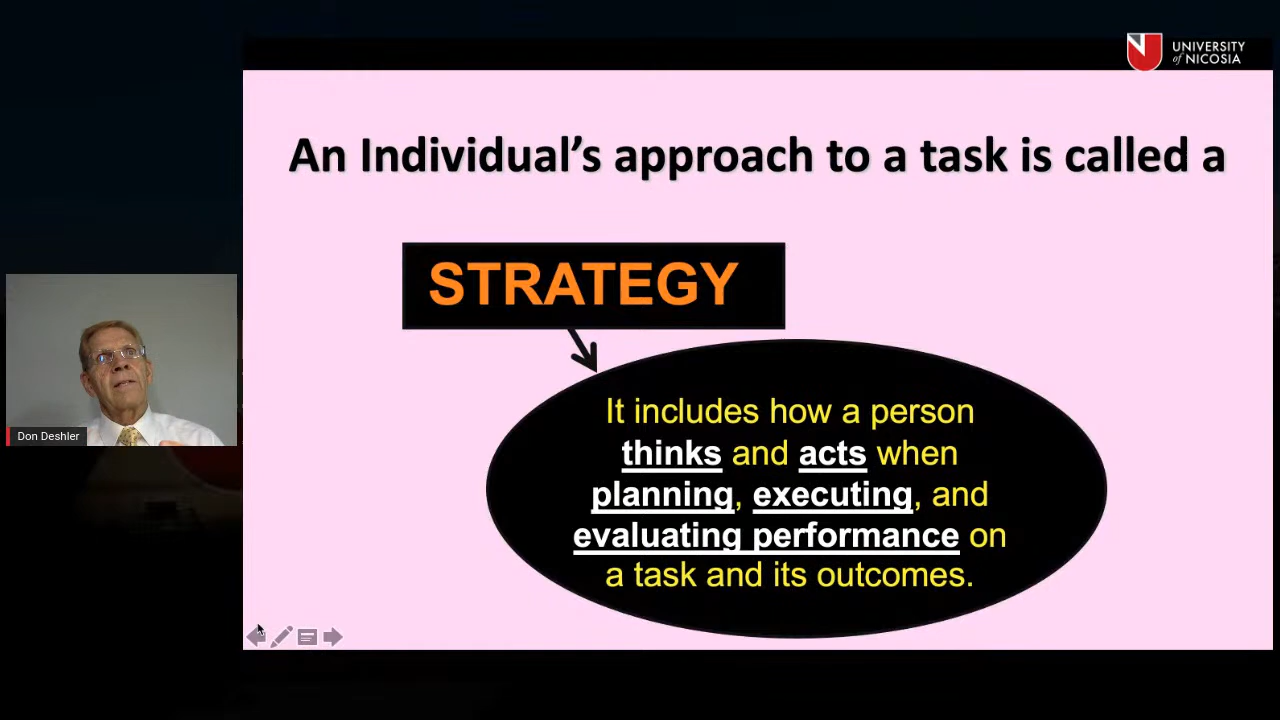 UNIVERSITY
of NICOSIA
An Individual’s approach to a task is called a
STRATEGY
It includes how a person
thinks and acts when
planning, executing, and
evaluating performance on
a task and its outcomes.
Don Deshler